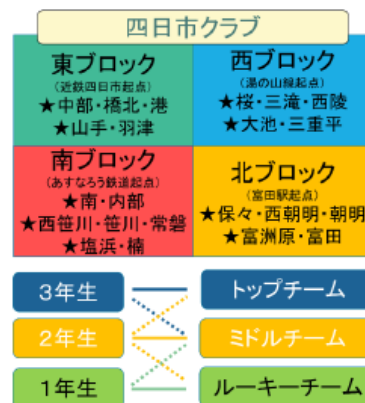 四日市クラブ
東ブロック
(近鉄四日市起点)
★中部・橋北・港
★山手・羽津
西ブロック
(湯の山線起点)
★桜・三滝・西陵
★大池・三重平
南ブロック
(あすなろう鉄道起点)
★南・内部
★西笹川・笹川・常磐
★塩浜・楠
北ブロック
(富田駅起点)
★保々・西朝明・朝明
★富洲原・富田
3年生
トップチーム
2年生
ミドルチーム
1年生
ルーキーチーム